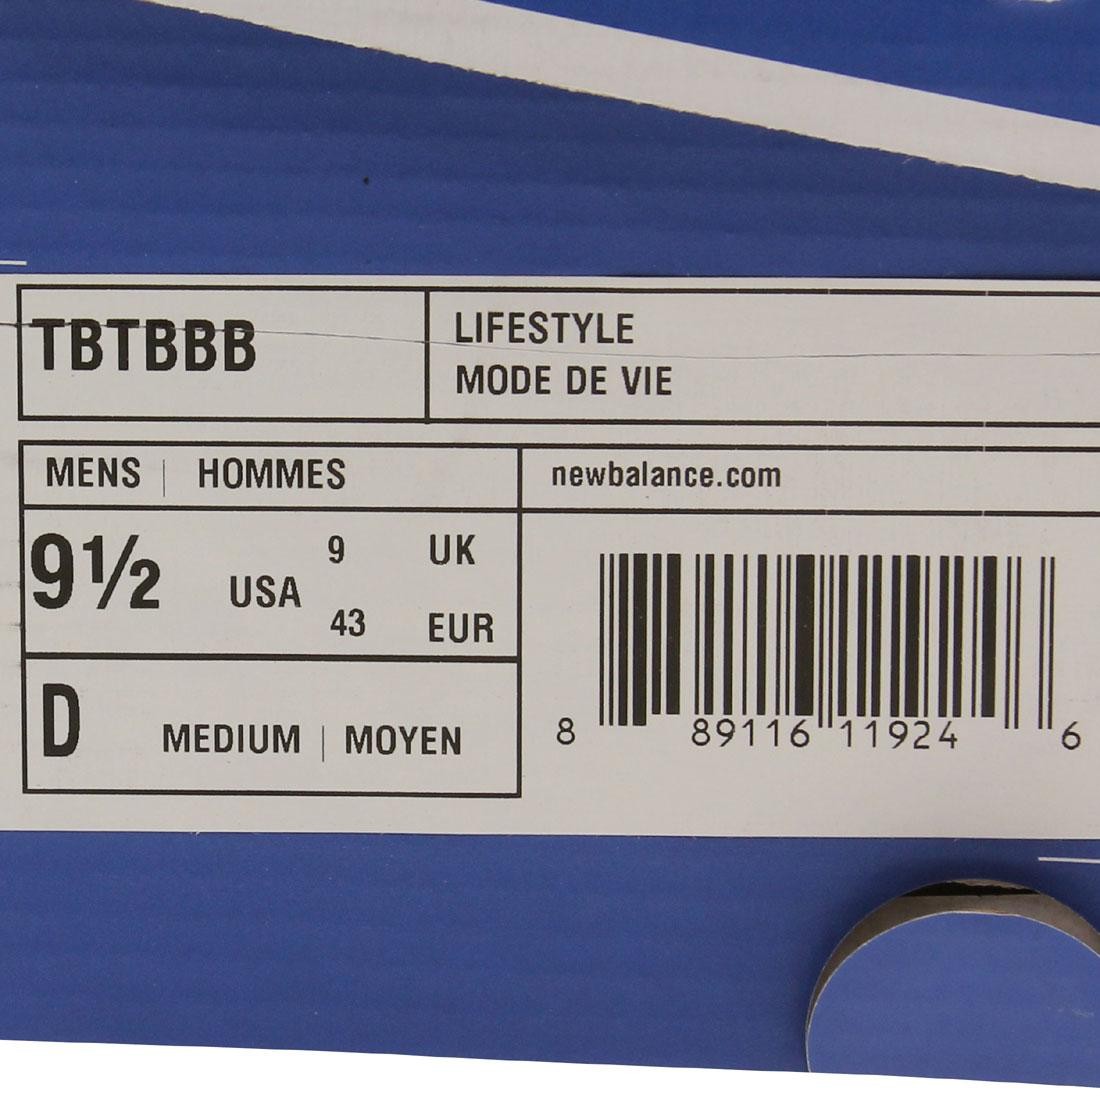 TBTBBB
LIFESTYLE
MODE DE VIE
MENS | HOMMES
newbalance.com
9½ USA
9 UK
43 EUR
D MEDIUM | MOYEN
8 89116 11924 6